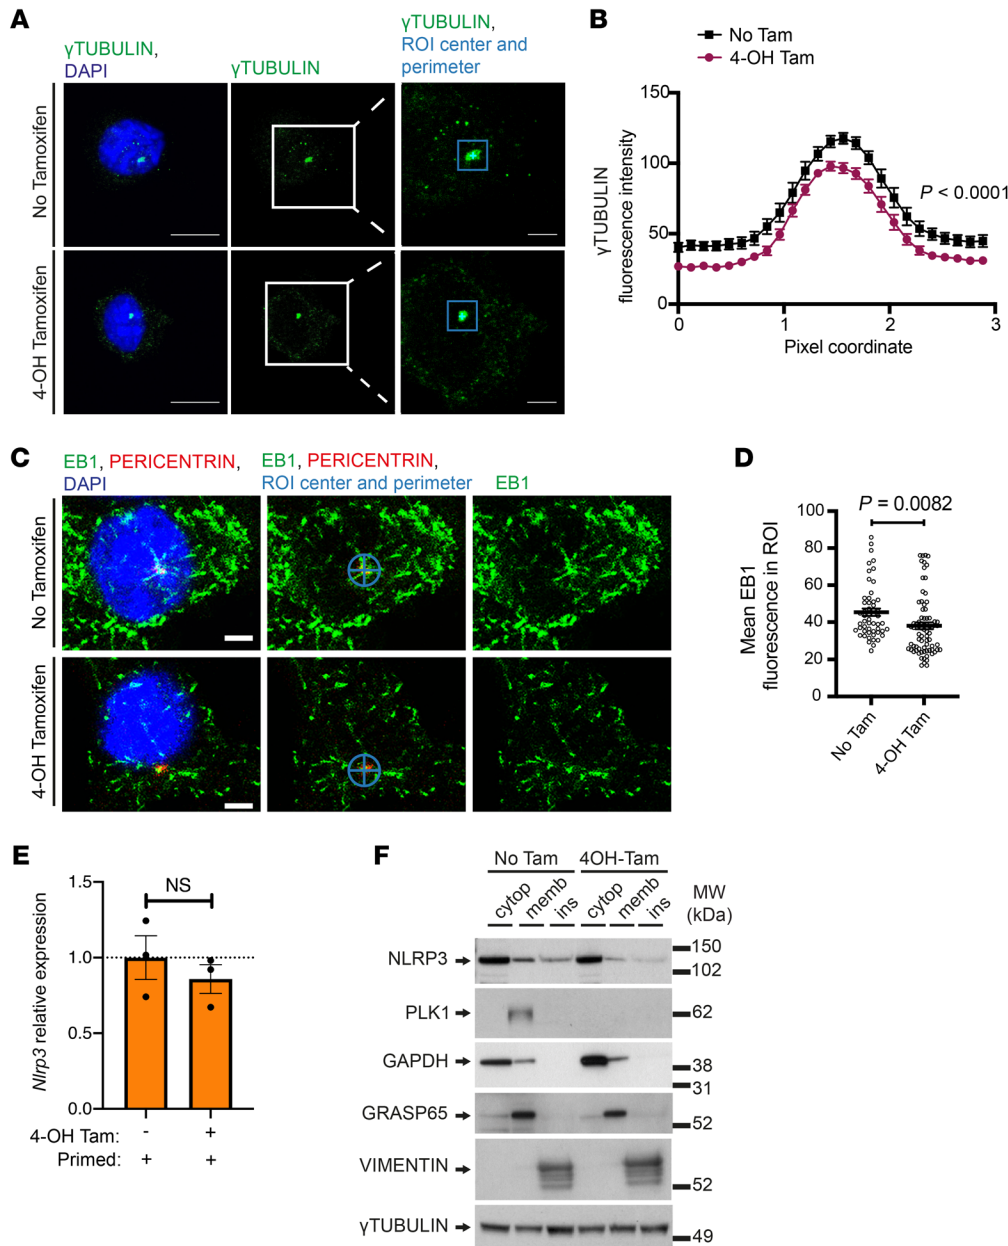 A
γTUBULIN,
DAPI
γTUBULIN
γTUBULIN,
ROI center and
perimeter
No Tamoxifen
4-OH Tamoxifen
B
No Tam
4-OH Tam
γTUBULIN
fluorescence intensity
150
100
50
0
P < 0.0001
0 1 2 3
Pixel coordinate
C
EB1, PERICENTRIN,
DAPI
EB1, PERICENTRIN,
ROI center and perimeter
EB1
No Tamoxifen
4-OH Tamoxifen
D
P = 0.0082
Mean EB1
fluorescence in ROI
100
80
60
40
20
0
No Tam
4-OH Tam
E
NS
Nlrp3 relative expression
1.5
1.0
0.5
0.0
4-OH Tam: - +
Primed: + +
F
No Tam 4OH-Tam
cytop memb ins cytop memb ins
MW
(kDa)
NLRP3
150
102
PLK1
62
GAPDH
38
31
GRASP65
52
VIMENTIN
52
γTUBULIN
49